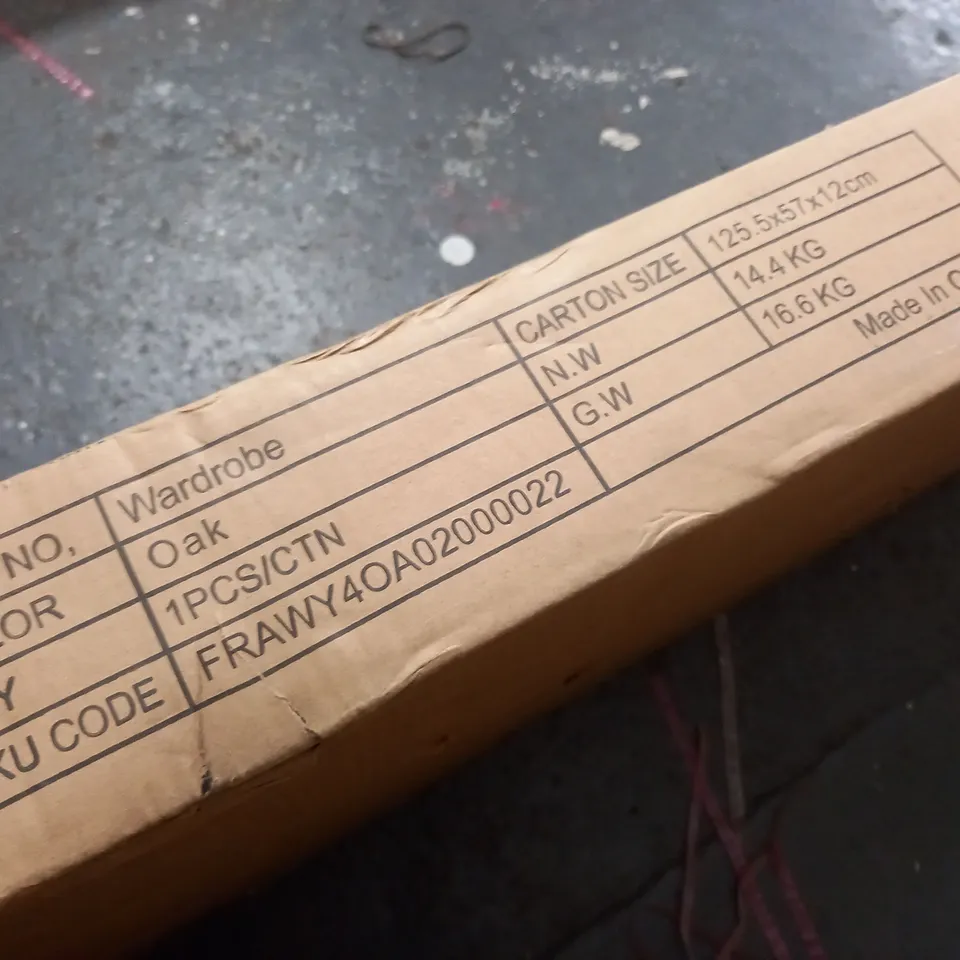 NO, Wardrobe CARTON SIZE 125.5x57x12cm
LOR Oak N.W 14.4 KG
Y 1PCS/CTN G.W 16.6 KG
KU CODE FRAWY4OA02000022 Made In C